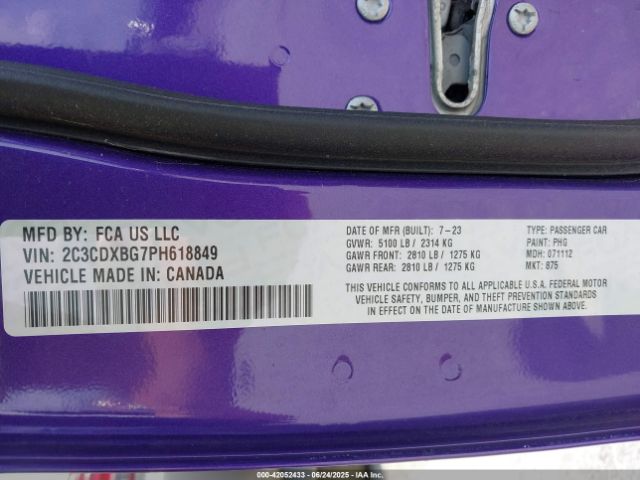 MFD BY: FCA US LLC
VIN: 2C3CDXBG7PH618849
VEHICLE MADE IN: CANADA
DATE OF MFR (BUILT): 7-23
GVWR: 5100 LB / 2314 KG
GAWR FRONT: 2810 LB / 1275 KG
GAWR REAR: 2810 LB / 1275 KG
TYPE: PASSENGER CAR
PAINT: PHG
MDH: 071112
MKT: 875
THIS VEHICLE CONFORMS TO ALL APPLICABLE U.S.A. FEDERAL MOTOR
VEHICLE SAFETY, BUMPER, AND THEFT PREVENTION STANDARDS
IN EFFECT ON THE DATE OF MANUFACTURE SHOWN ABOVE.
000-42052433 - 06/24/2025 - IAAI.COM